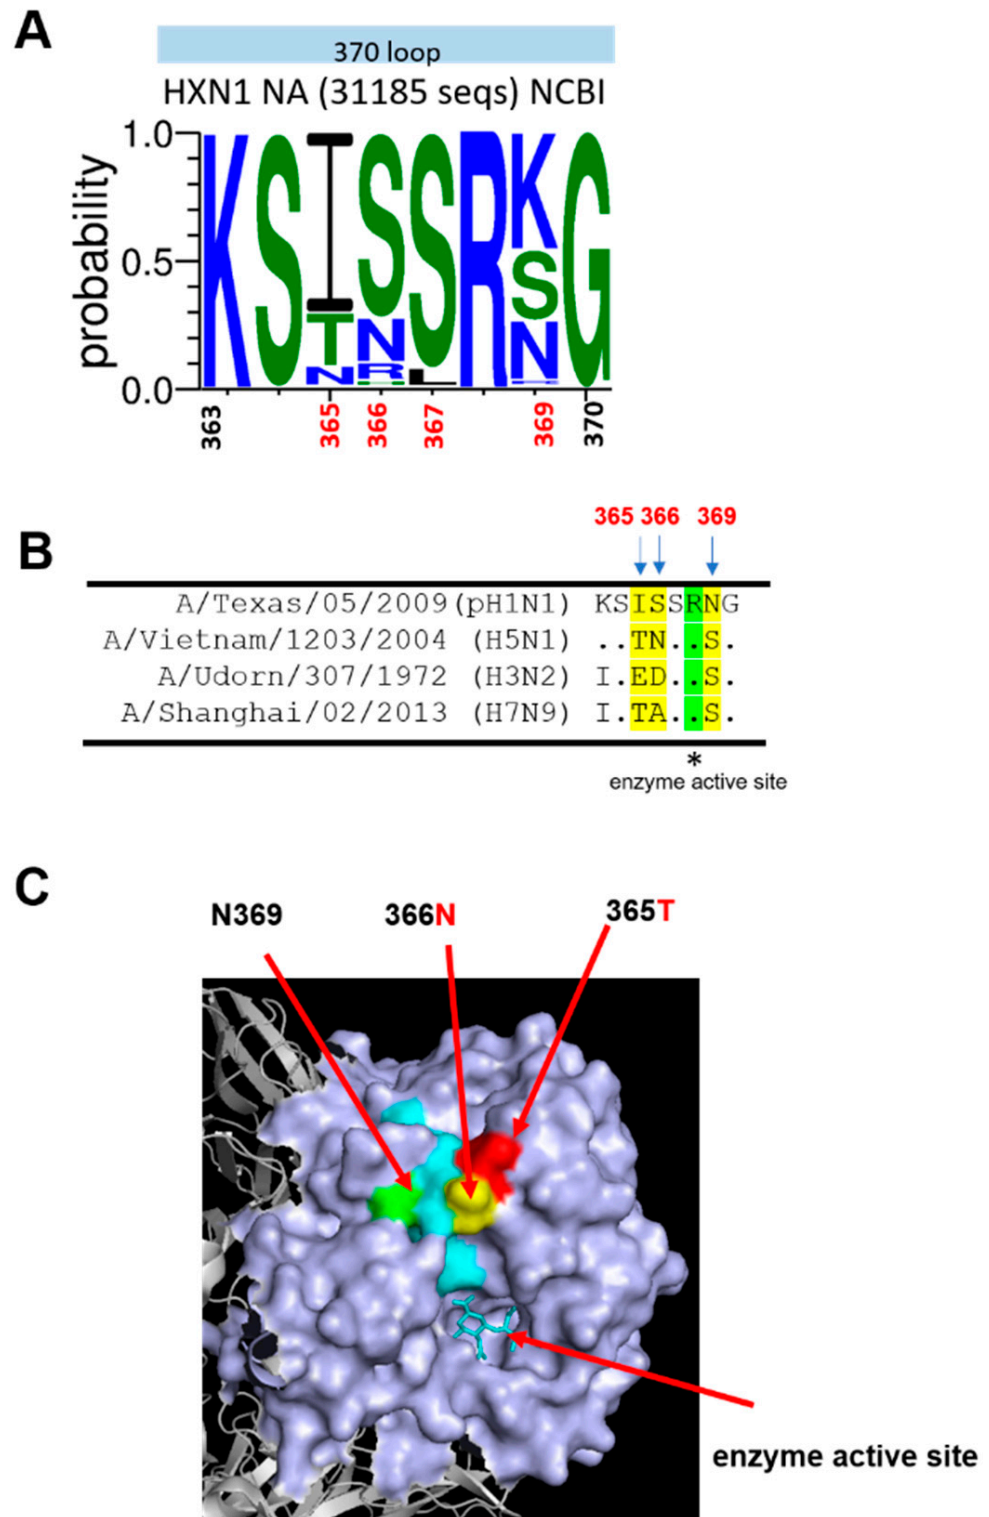 A
370 loop
HXN1 NA (31185 seqs) NCBI
probability
1.0
0.5
0.0
K S I S S R K G
T N S
N R L N
363 365 366 367 369 370
B
365 366 369
A/Texas/05/2009(pH1N1) KSISSRNG
A/Vietnam/1203/2004 (H5N1) ..TN..S.
A/Udorn/307/1972 (H3N2) I.ED..S.
A/Shanghai/02/2013 (H7N9) I.TA..S.
*
enzyme active site
C
N369 366N 365T
enzyme active site